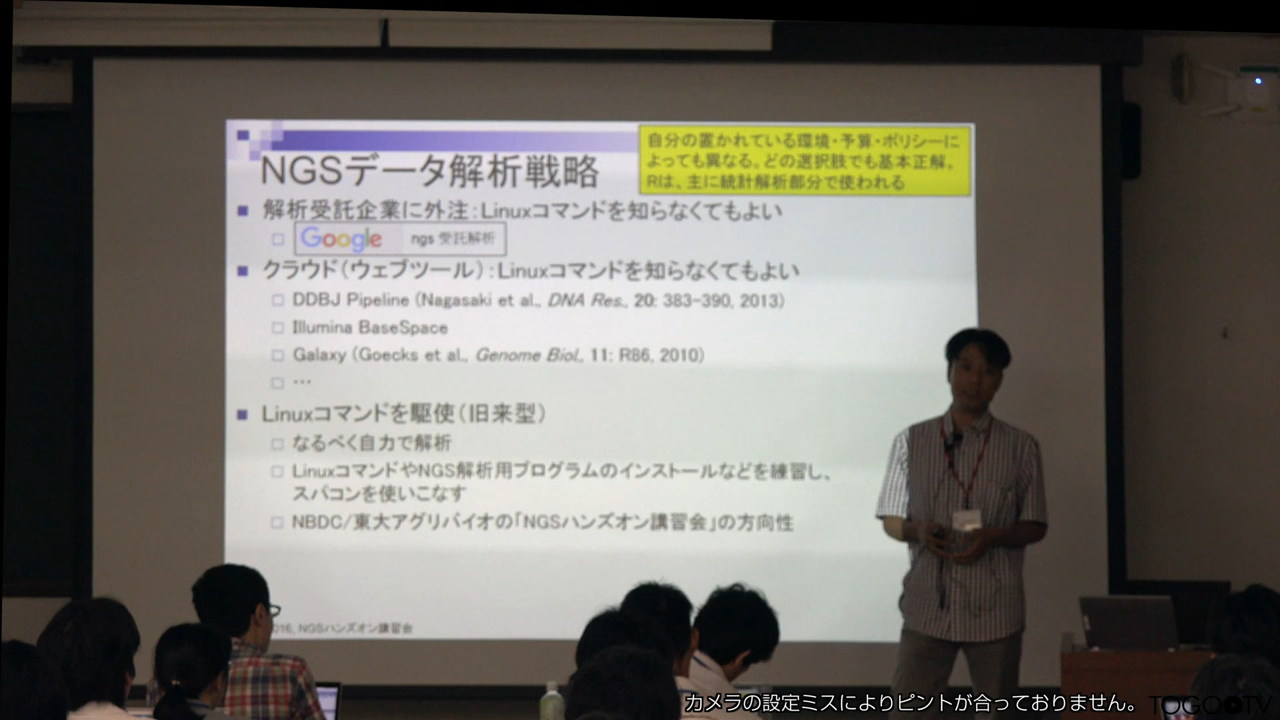 自分の置かれている環境・予算・ポリシーに
よっても異なる。どの選択肢でも基本正解。
Rは、主に統計解析部分で使われる
NGSデータ解析戦略
■ 解析受託企業に外注：Linuxコマンドを知らなくてもよい
□ Google ngs 受託解析
■ クラウド（ウェブツール）：Linuxコマンドを知らなくてもよい
□ DDBJ Pipeline (Nagasaki et al., DNA Res., 20: 383-390, 2013)
□ Illumina BaseSpace
□ Galaxy (Goecks et al., Genome Biol., 11: R86, 2010)
□ …
■ Linuxコマンドを駆使（旧来型）
□ なるべく自力で解析
□ LinuxコマンドやNGS解析用プログラムのインストールなどを練習し、
スパコンを使いこなす
□ NBDC/東大アグリバイオの「NGSハンズオン講習会」の方向性
016, NGSハンズオン講習会
カメラの設定ミスによりピントが合っておりません。
TOGOTV